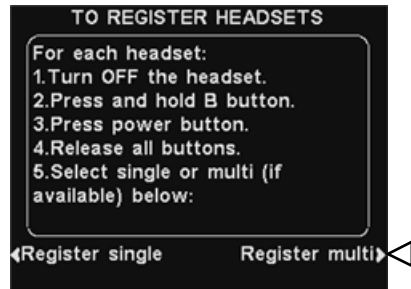 TO REGISTER HEADSETS
For each headset:
1.Turn OFF the headset.
2.Press and hold B button.
3.Press power button.
4.Release all buttons.
5.Select single or multi (if
available) below:
Register single Register multi